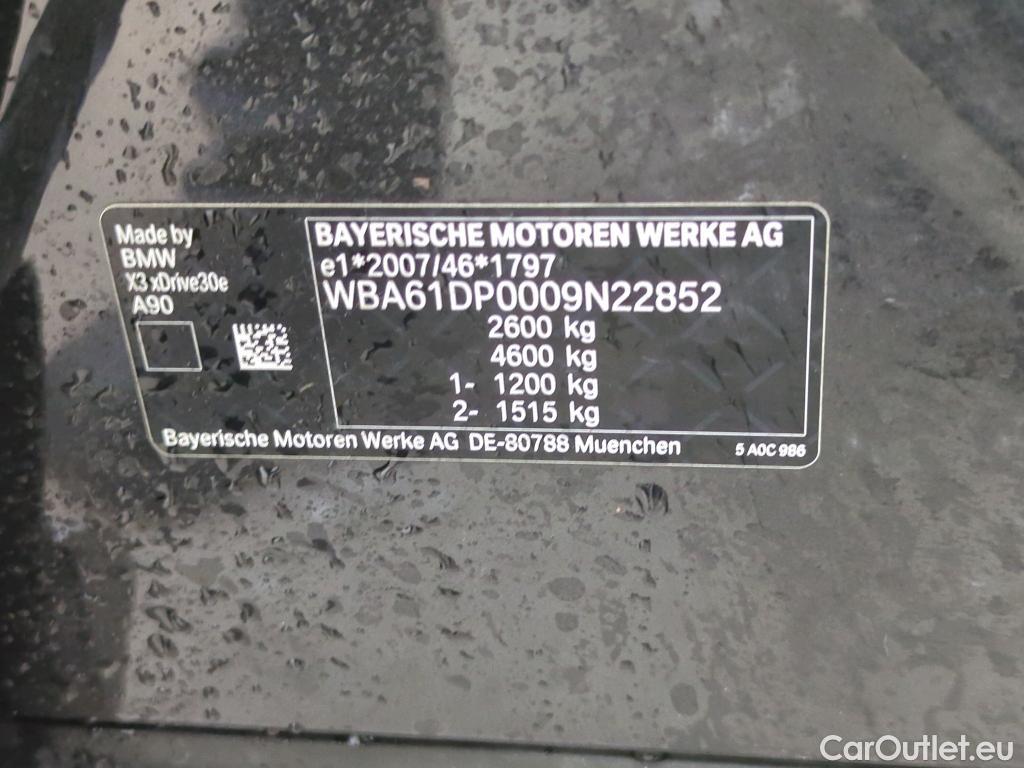 Made by
BMW
X3 xDrive30e
A90
BAYERISCHE MOTOREN WERKE AG
e1*2007/46*1797
WBA61DP0009N22852
2600 kg
4600 kg
1- 1200 kg
2- 1515 kg
Bayerische Motoren Werke AG DE-80788 Muenchen
5 A0C 986
CarOutlet.eu